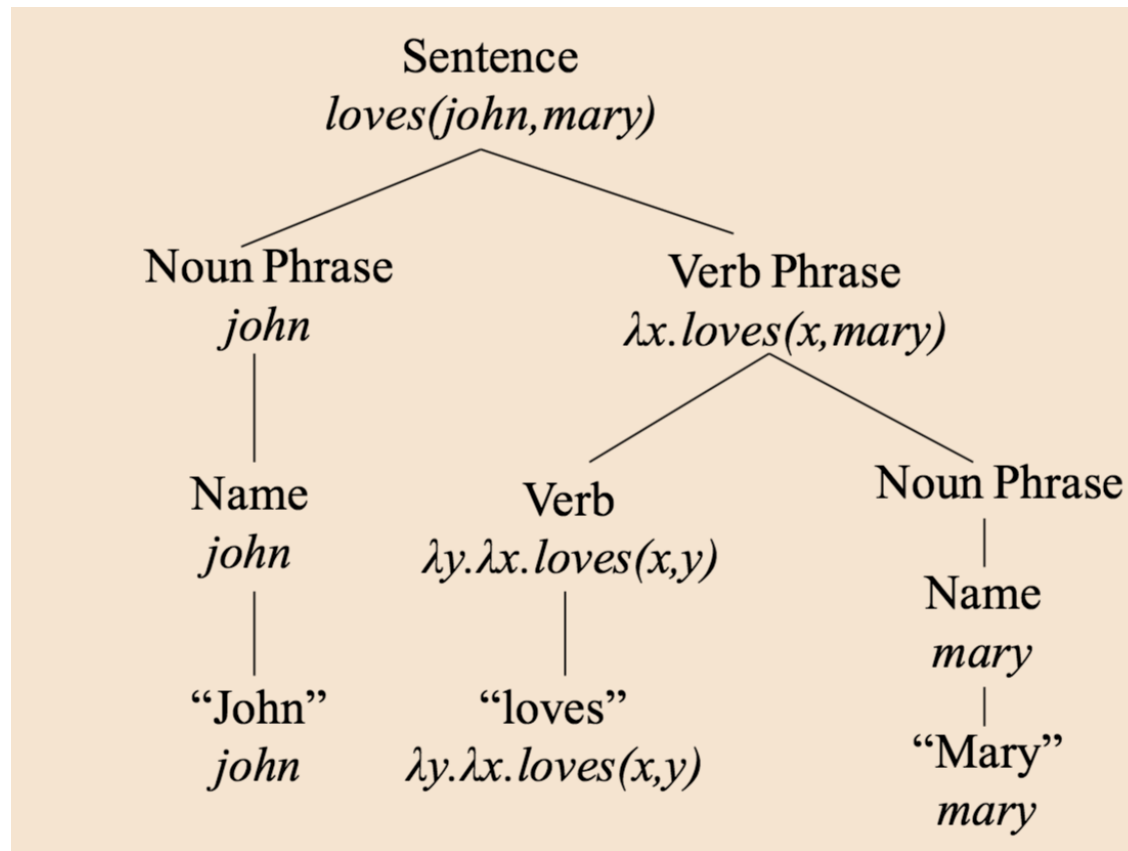 Sentence
loves(john,mary)
Noun Phrase
john
Verb Phrase
λx.loves(x,mary)
Name
john
Verb
λy.λx.loves(x,y)
Noun Phrase
Name
mary
“John”
john
“loves”
λy.λx.loves(x,y)
“Mary”
mary